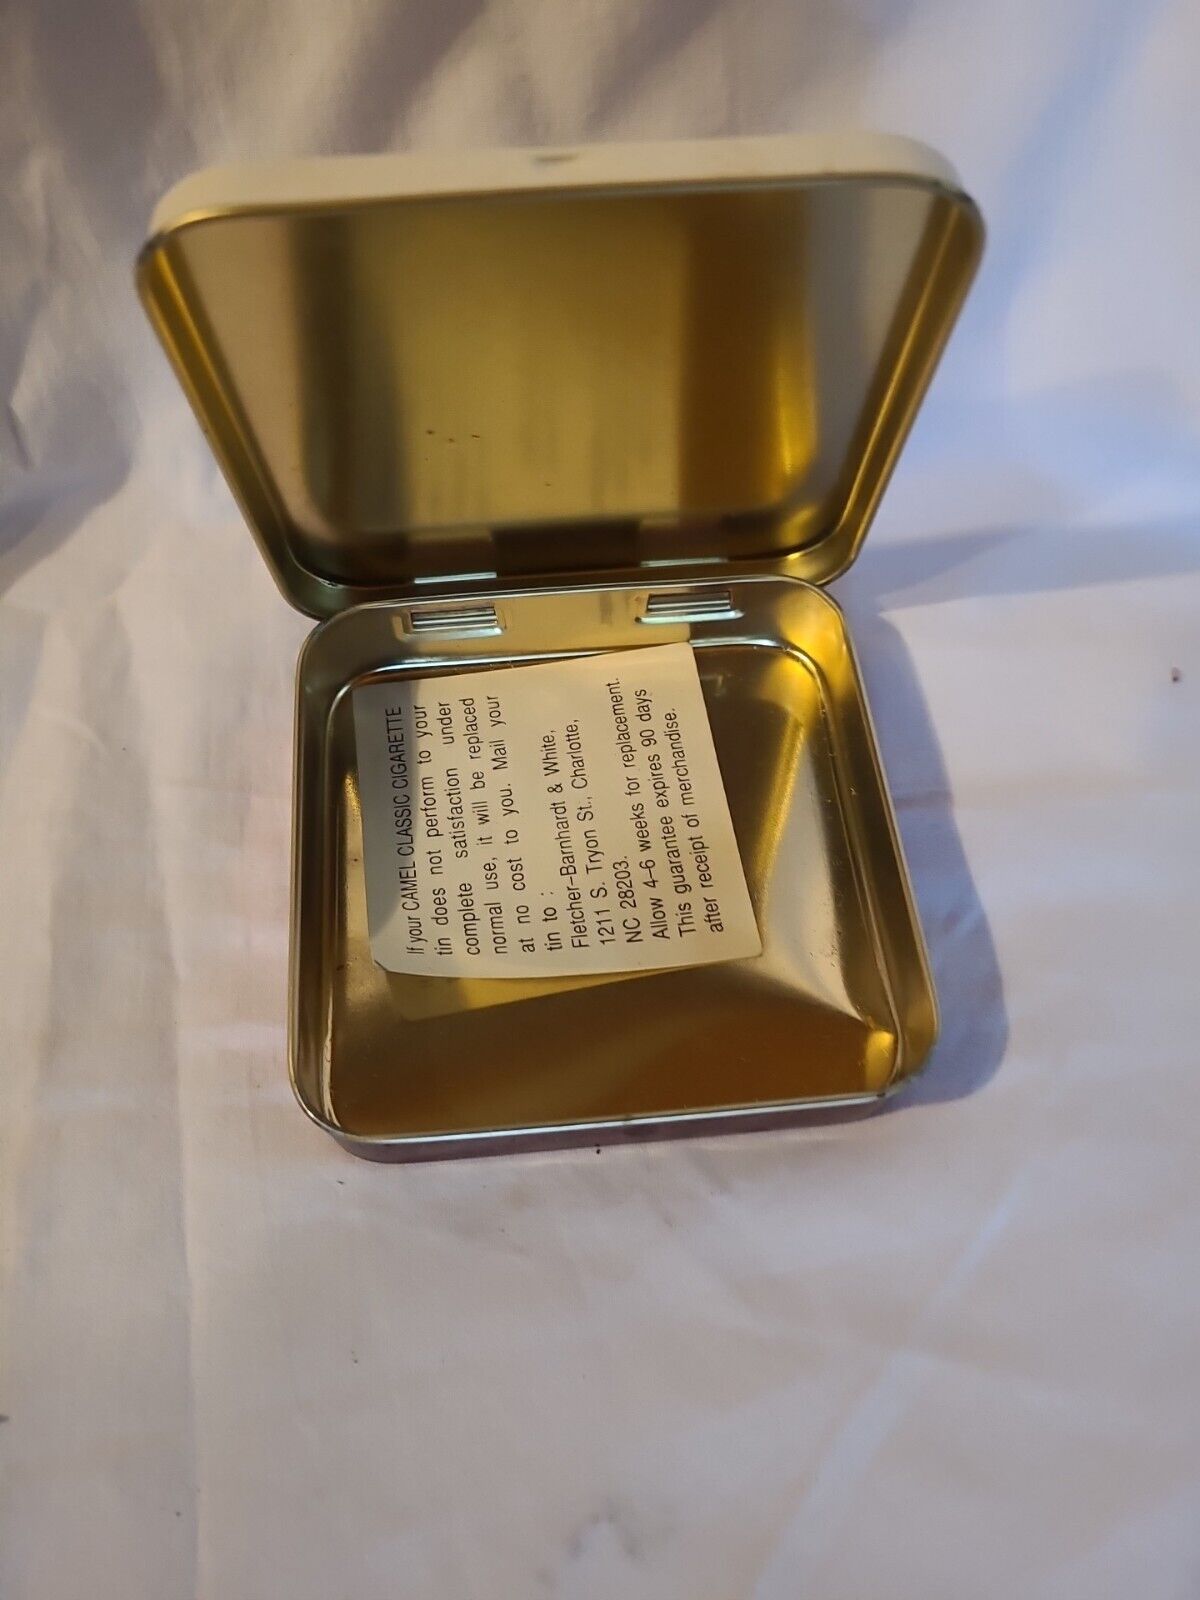 If your CAMEL CLASSIC CIGARETTE
tin does not perform to your
complete satisfaction under
normal use, it will be replaced
at no cost to you. Mail your
tin to :
Fletcher-Barnhardt & White,
1211 S. Tryon St., Charlotte,
NC 28203.
Allow 4-6 weeks for replacement.
This guarantee expires 90 days
after receipt of merchandise.